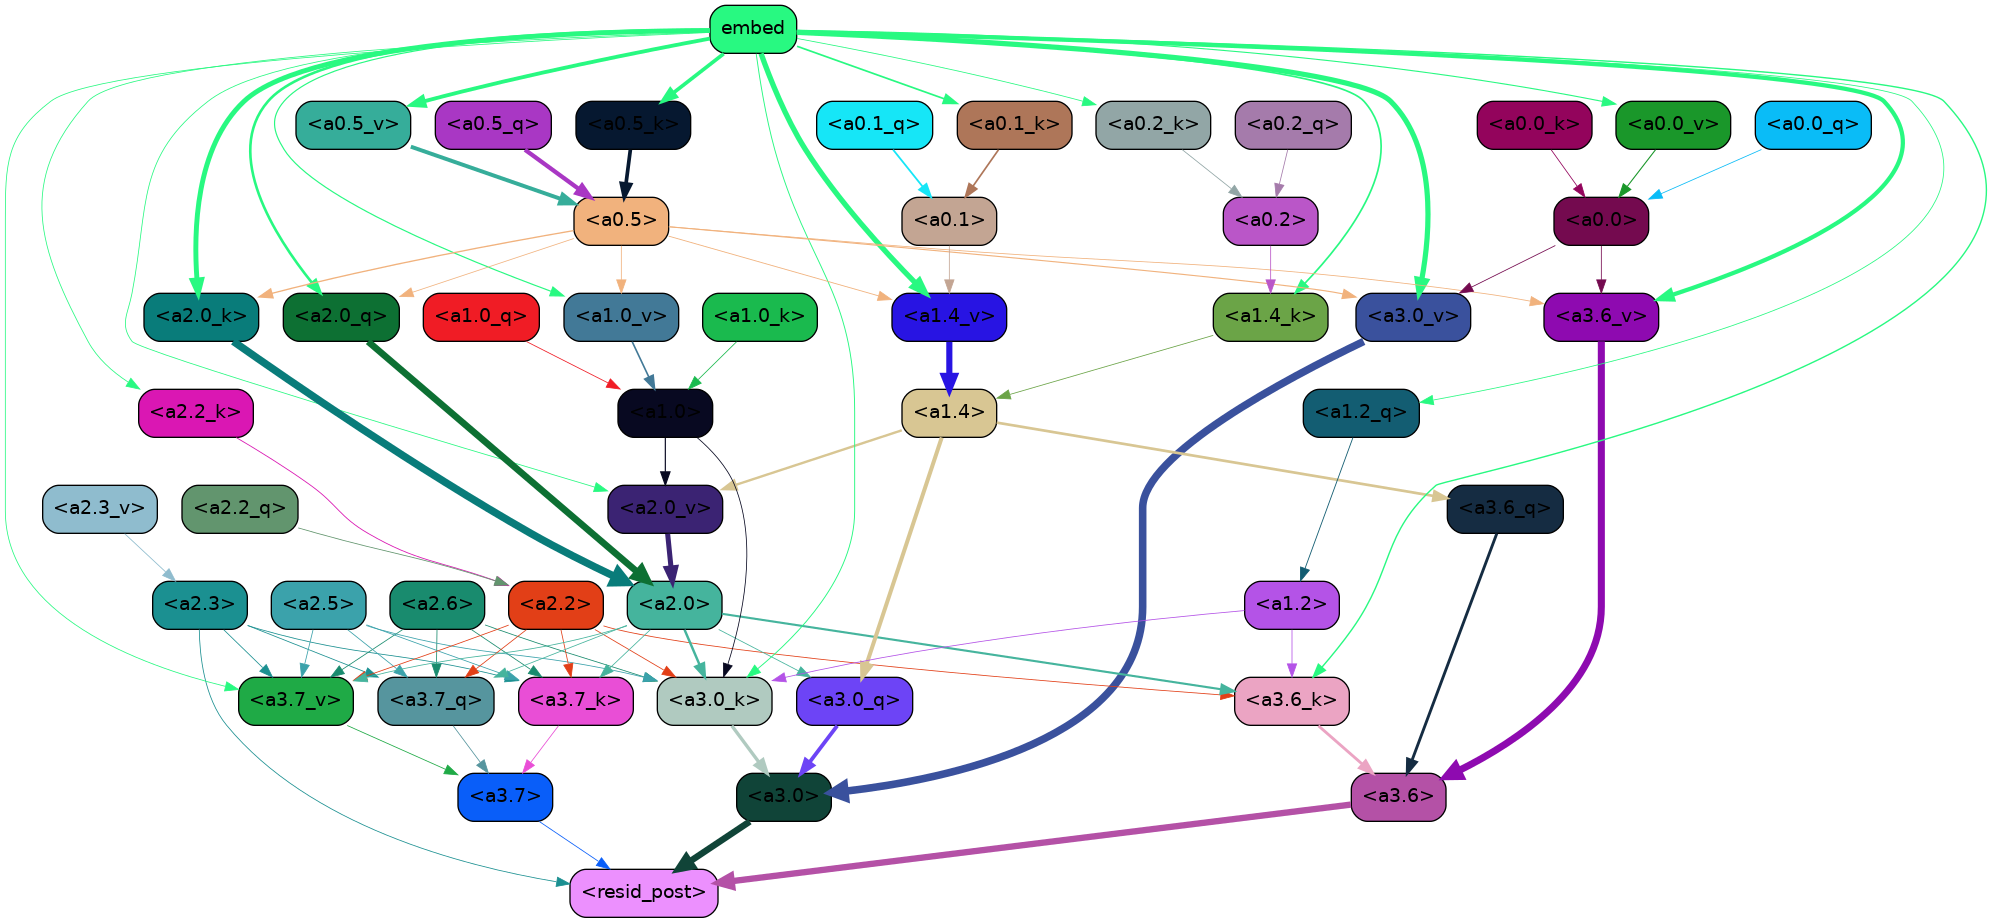 embed
<a0.5_v> <a0.5_q> <a0.5_k> <a0.1_q> <a0.1_k> <a0.2_k> <a0.2_q> <a0.0_k> <a0.0_v> <a0.0_q>
<a0.5> <a0.1> <a0.2> <a0.0>
<a2.0_k> <a2.0_q> <a1.0_q> <a1.0_v> <a1.0_k> <a1.4_v> <a1.4_k> <a3.0_v> <a3.6_v>
<a2.2_k> <a1.0> <a1.4> <a1.2_q>
<a2.3_v> <a2.2_q> <a2.0_v> <a3.6_q>
<a2.3> <a2.5> <a2.6> <a2.2> <a2.0> <a1.2>
<a3.7_v> <a3.7_q> <a3.7_k> <a3.0_k> <a3.0_q> <a3.6_k>
<a3.7> <a3.0> <a3.6>
<resid_post>